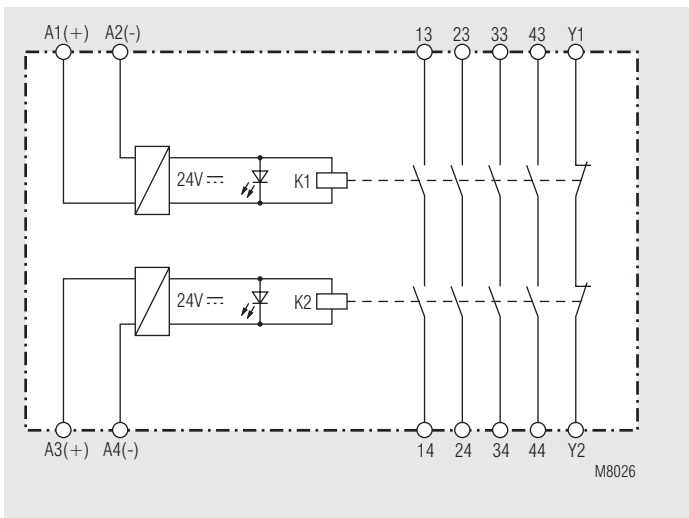 A1(+) A2(-) 13 23 33 43 Y1
24V K1
24V K2
A3(+) A4(-) 14 24 34 44 Y2
M8026